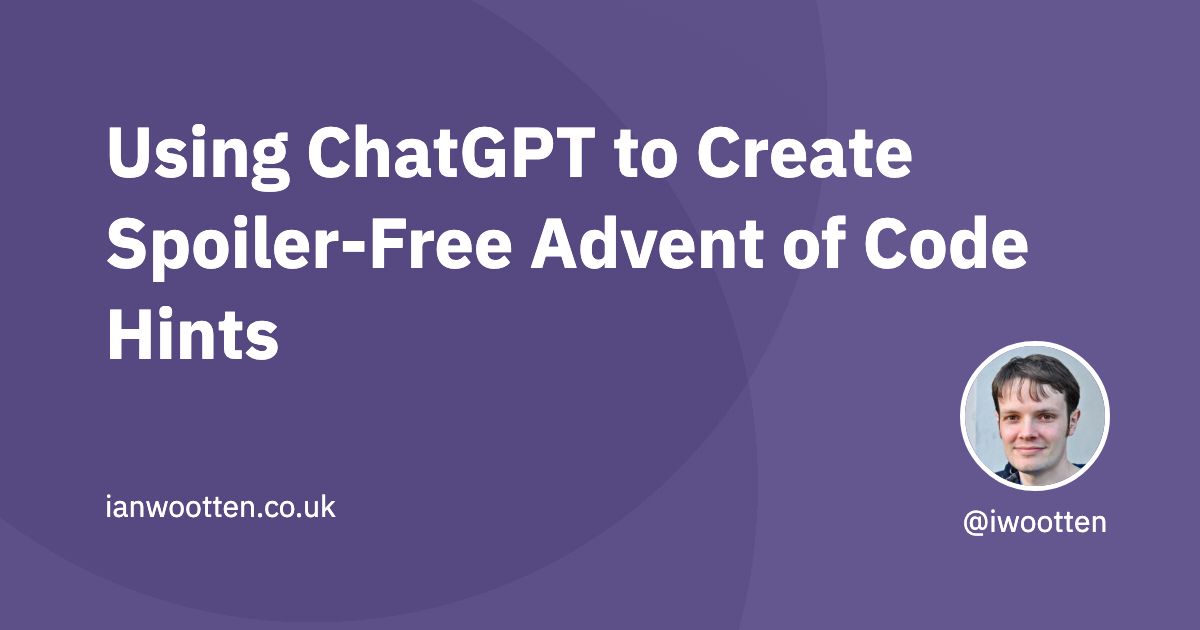 Using ChatGPT to Create
Spoiler-Free Advent of Code
Hints
ianwootten.co.uk
@iwootten